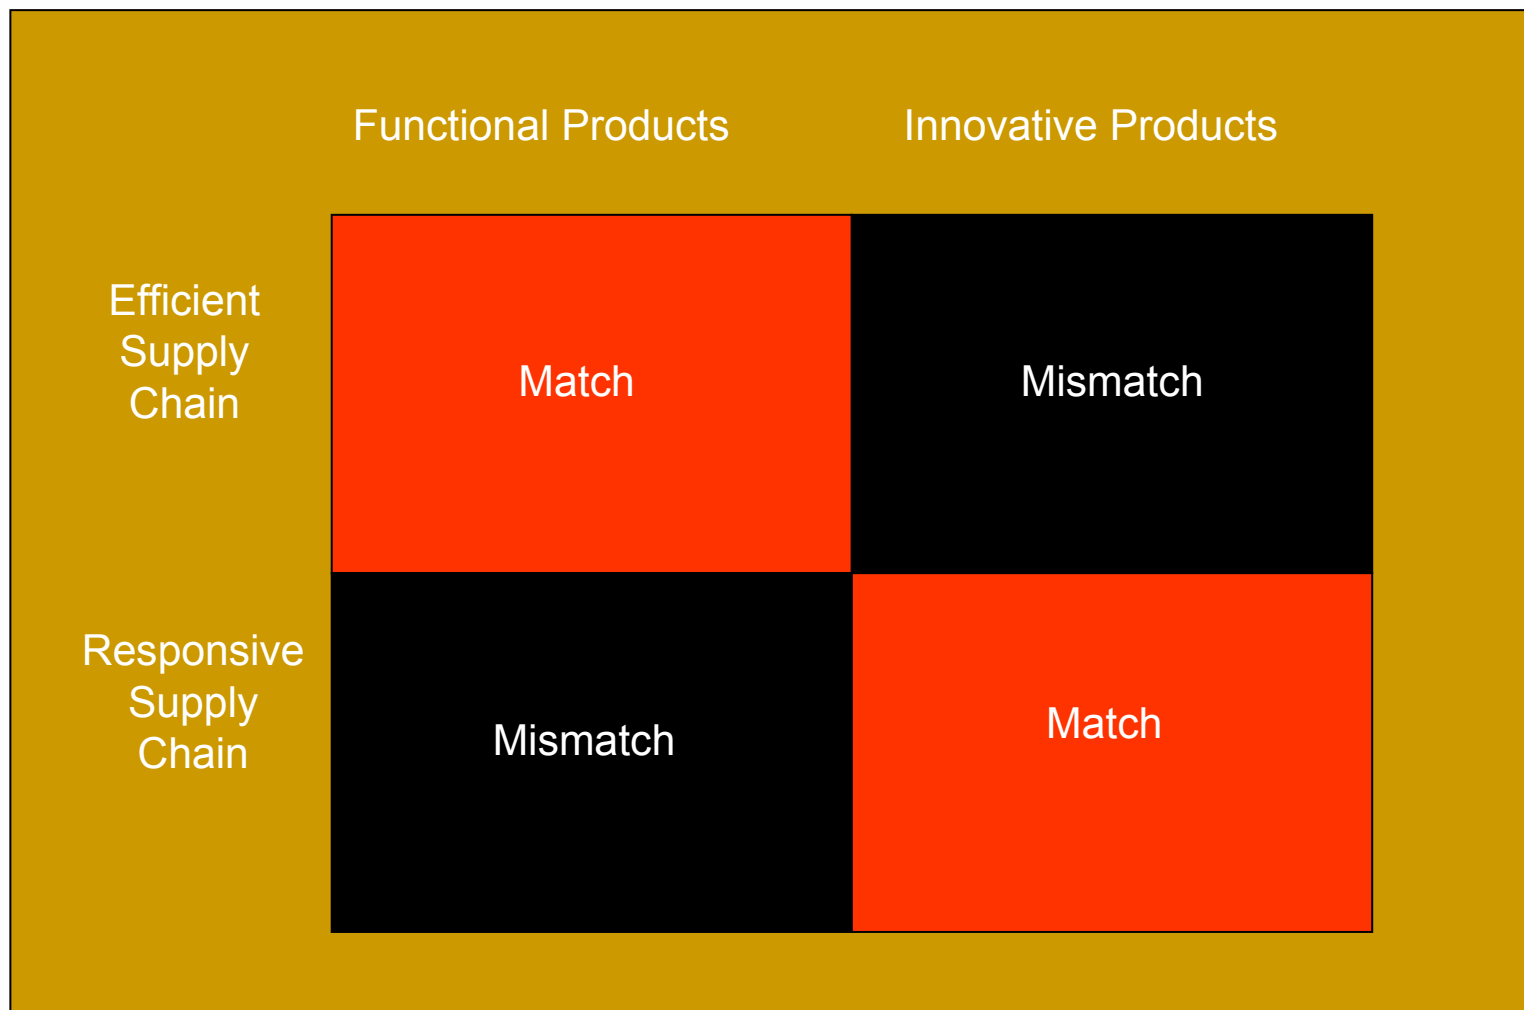 Functional Products
Innovative Products
Efficient
Supply
Chain
Match
Mismatch
Responsive
Supply
Chain
Mismatch
Match